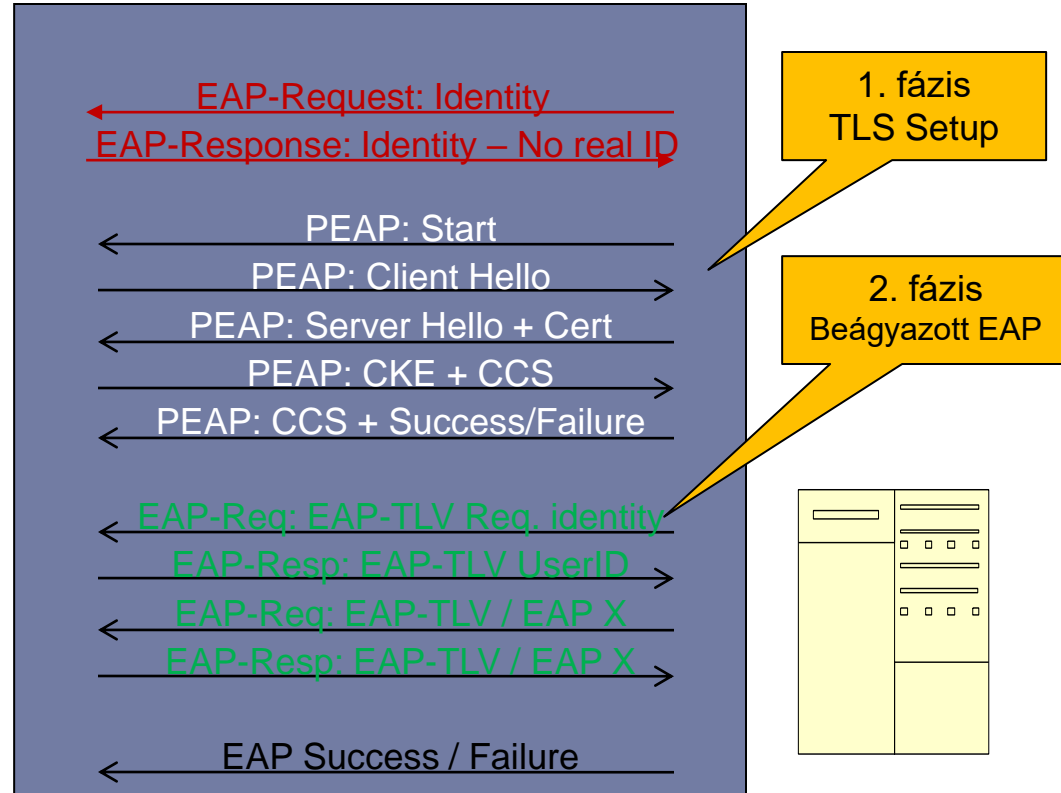 EAP-Request: Identity
EAP-Response: Identity – No real ID
PEAP: Start
PEAP: Client Hello
PEAP: Server Hello + Cert
PEAP: CKE + CCS
PEAP: CCS + Success/Failure
EAP-Req: EAP-TLV Req. identity
EAP-Resp: EAP-TLV UserID
EAP-Req: EAP-TLV / EAP X
EAP-Resp: EAP-TLV / EAP X
EAP Success / Failure
1. fázis
TLS Setup
2. fázis
Beágyazott EAP